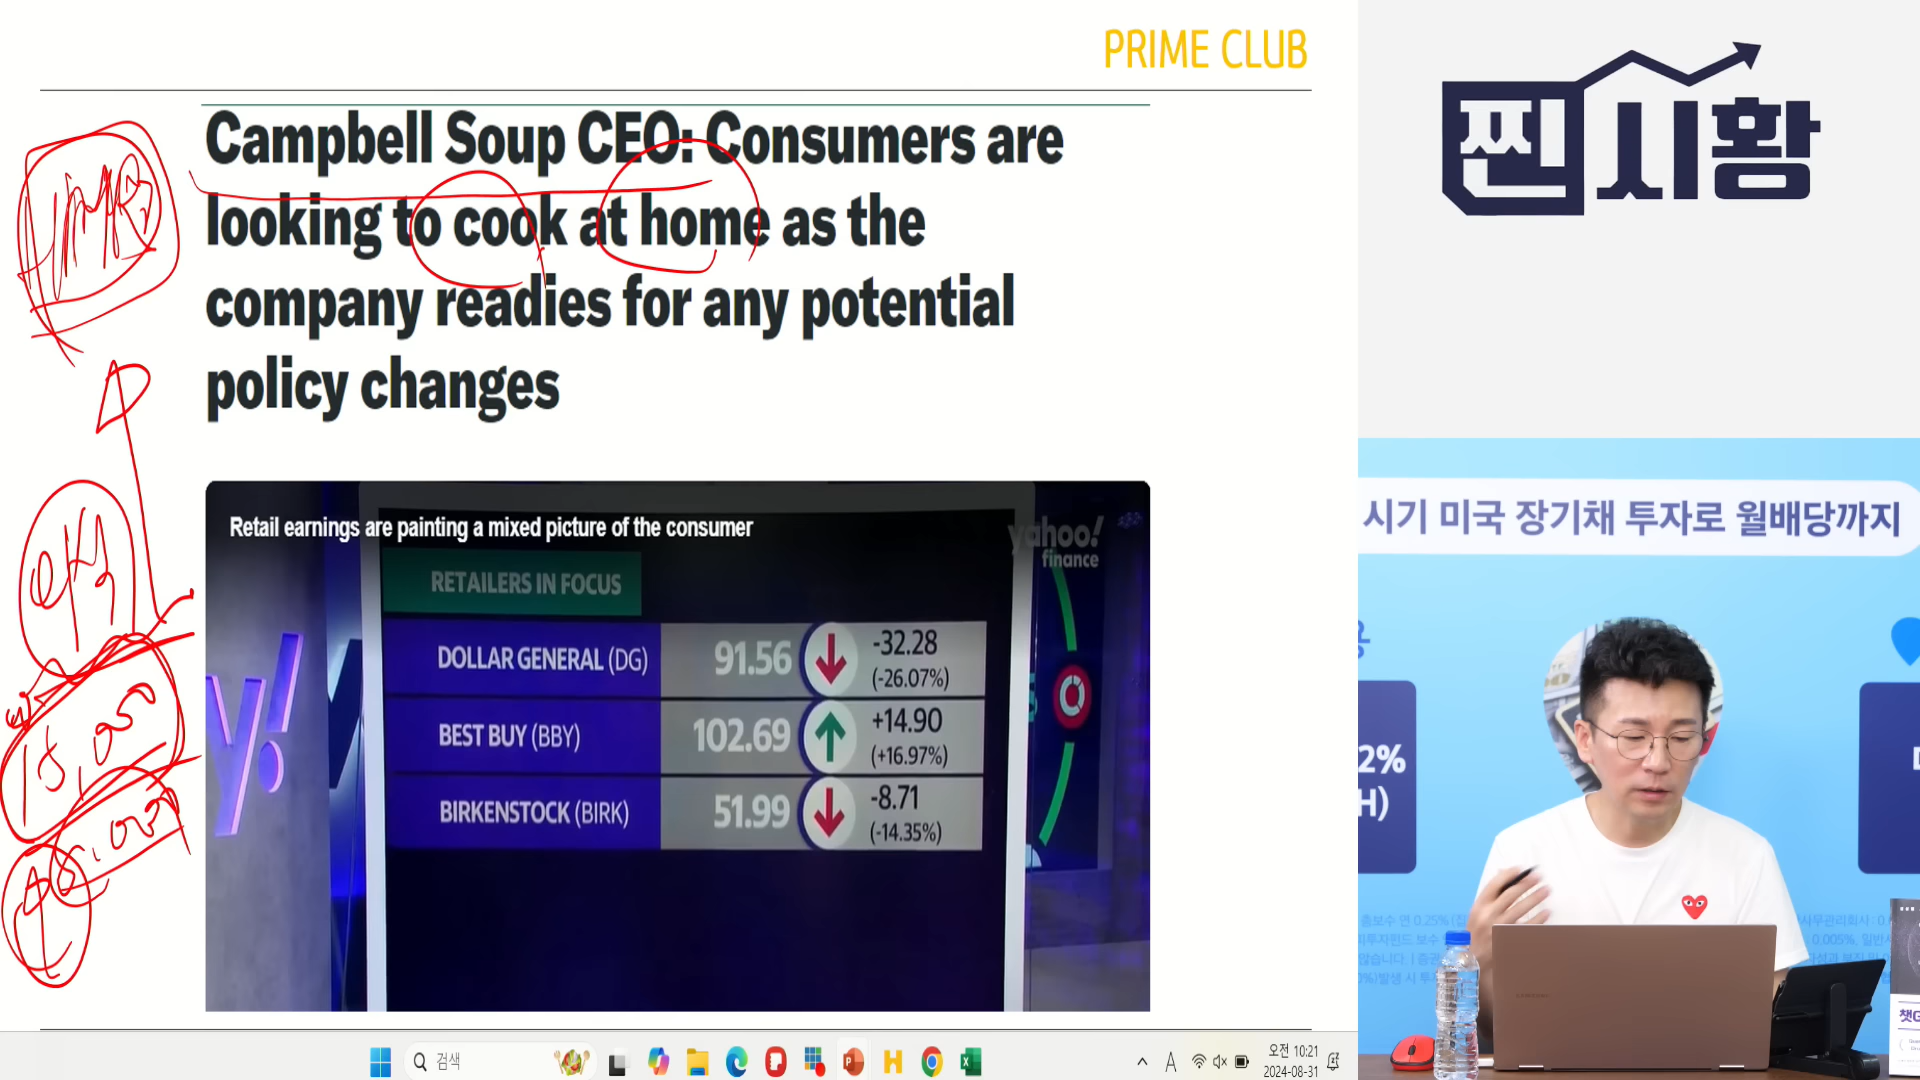 PRIME CLUB
Campbell Soup CEO: Consumers are
looking to cook at home as the
company readies for any potential
policy changes
Retail earnings are painting a mixed picture of the consumer
yahoo!
finance
RETAILERS IN FOCUS
DOLLAR GENERAL (DG) 91.56 -32.28 (-26.07%)
BEST BUY (BBY) 102.69 +14.90 (+16.97%)
BIRKENSTOCK (BIRK) 51.99 -8.71 (-14.35%)
y!
15,000
찐시황
시기 미국 장기채 투자로 월배당까지
2%
H)
검색
오전 10:21
2024-08-31